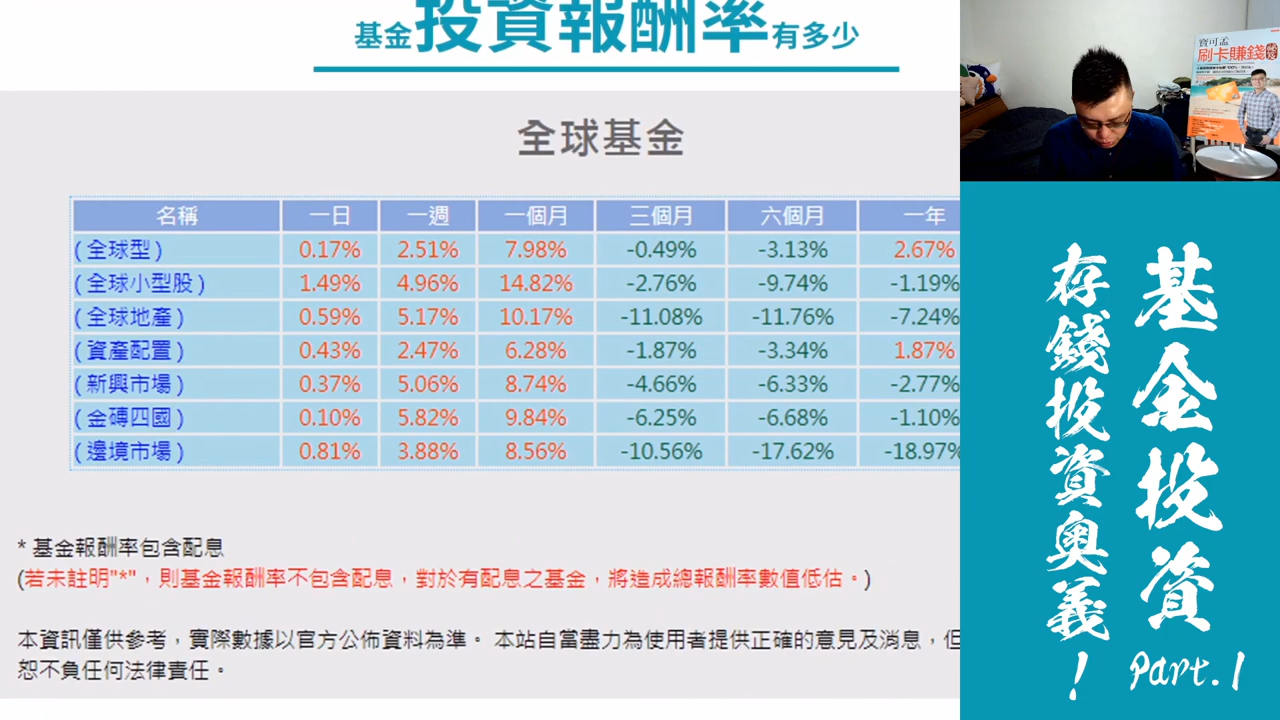 基金投資報酬率有多少
全球基金
名稱 一日 一週 一個月 三個月 六個月 一年
(全球型) 0.17% 2.51% 7.98% -0.49% -3.13% 2.67%
(全球小型股) 1.49% 4.96% 14.82% -2.76% -9.74% -1.19%
(全球地產) 0.59% 5.17% 10.17% -11.08% -11.76% -7.24%
(資產配置) 0.43% 2.47% 6.28% -1.87% -3.34% 1.87%
(新興市場) 0.37% 5.06% 8.74% -4.66% -6.33% -2.77%
(金磚四國) 0.10% 5.82% 9.84% -6.25% -6.68% -1.10%
(邊境市場) 0.81% 3.88% 8.56% -10.56% -17.62% -18.97%
* 基金報酬率包含配息
(若未註明"*"，則基金報酬率不包含配息，對於有配息之基金，將造成總報酬率數值低估。)
本資訊僅供參考，實際數據以官方公佈資料為準。 本站自當盡力為使用者提供正確的意見及消息，但
恕不負任何法律責任。
寶可孟
刷卡賺錢
基金投資 Part.1
存錢投資奧義！